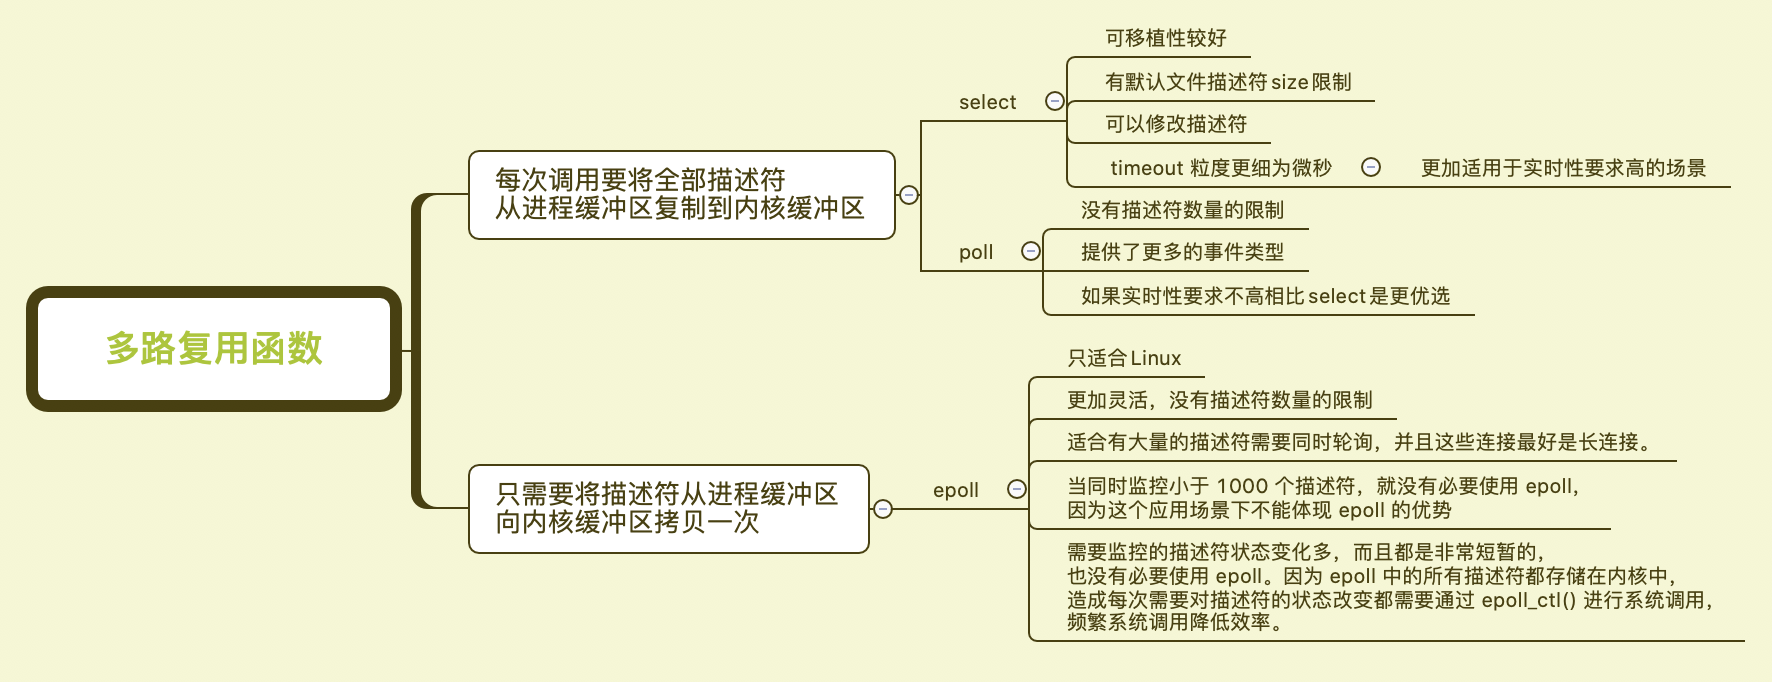 多路复用函数
每次调用要将全部描述符
从进程缓冲区复制到内核缓冲区
select
可移植性较好
有默认文件描述符size限制
可以修改描述符
timeout 粒度更细为微秒
更加适用于实时性要求高的场景
poll
没有描述符数量的限制
提供了更多的事件类型
如果实时性要求不高相比select是更优选
只需要将描述符从进程缓冲区
向内核缓冲区拷贝一次
epoll
只适合Linux
更加灵活，没有描述符数量的限制
适合有大量的描述符需要同时轮询，并且这些连接最好是长连接。
当同时监控小于 1000 个描述符，就没有必要使用 epoll，
因为这个应用场景下不能体现 epoll 的优势
需要监控的描述符状态变化多，而且都是非常短暂的，
也没有必要使用 epoll。因为 epoll 中的所有描述符都存储在内核中，
造成每次需要对描述符的状态改变都需要通过 epoll_ctl() 进行系统调用，
频繁系统调用降低效率。